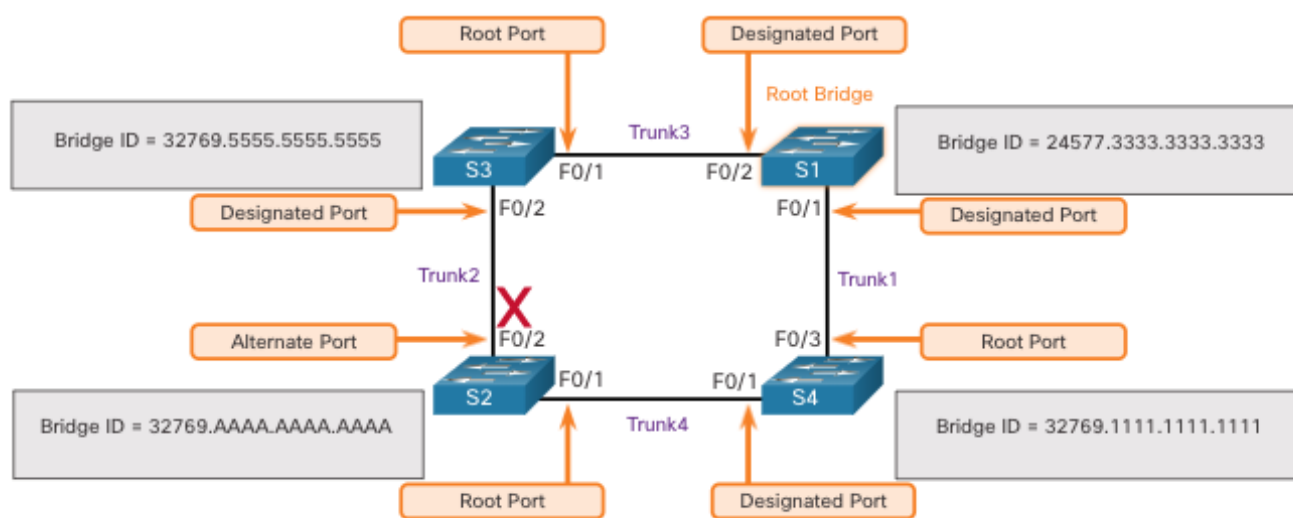 Root Port
Designated Port
Root Bridge
Bridge ID = 32769.5555.5555.5555
Trunk3
Bridge ID = 24577.3333.3333.3333
S3
F0/1
F0/2
S1
Designated Port
F0/2
F0/1
Designated Port
Trunk2
Trunk1
X
Alternate Port
F0/2
F0/3
Root Port
S2
F0/1
F0/1
S4
Bridge ID = 32769.AAAA.AAAA.AAAA
Trunk4
Bridge ID = 32769.1111.1111.1111
Root Port
Designated Port